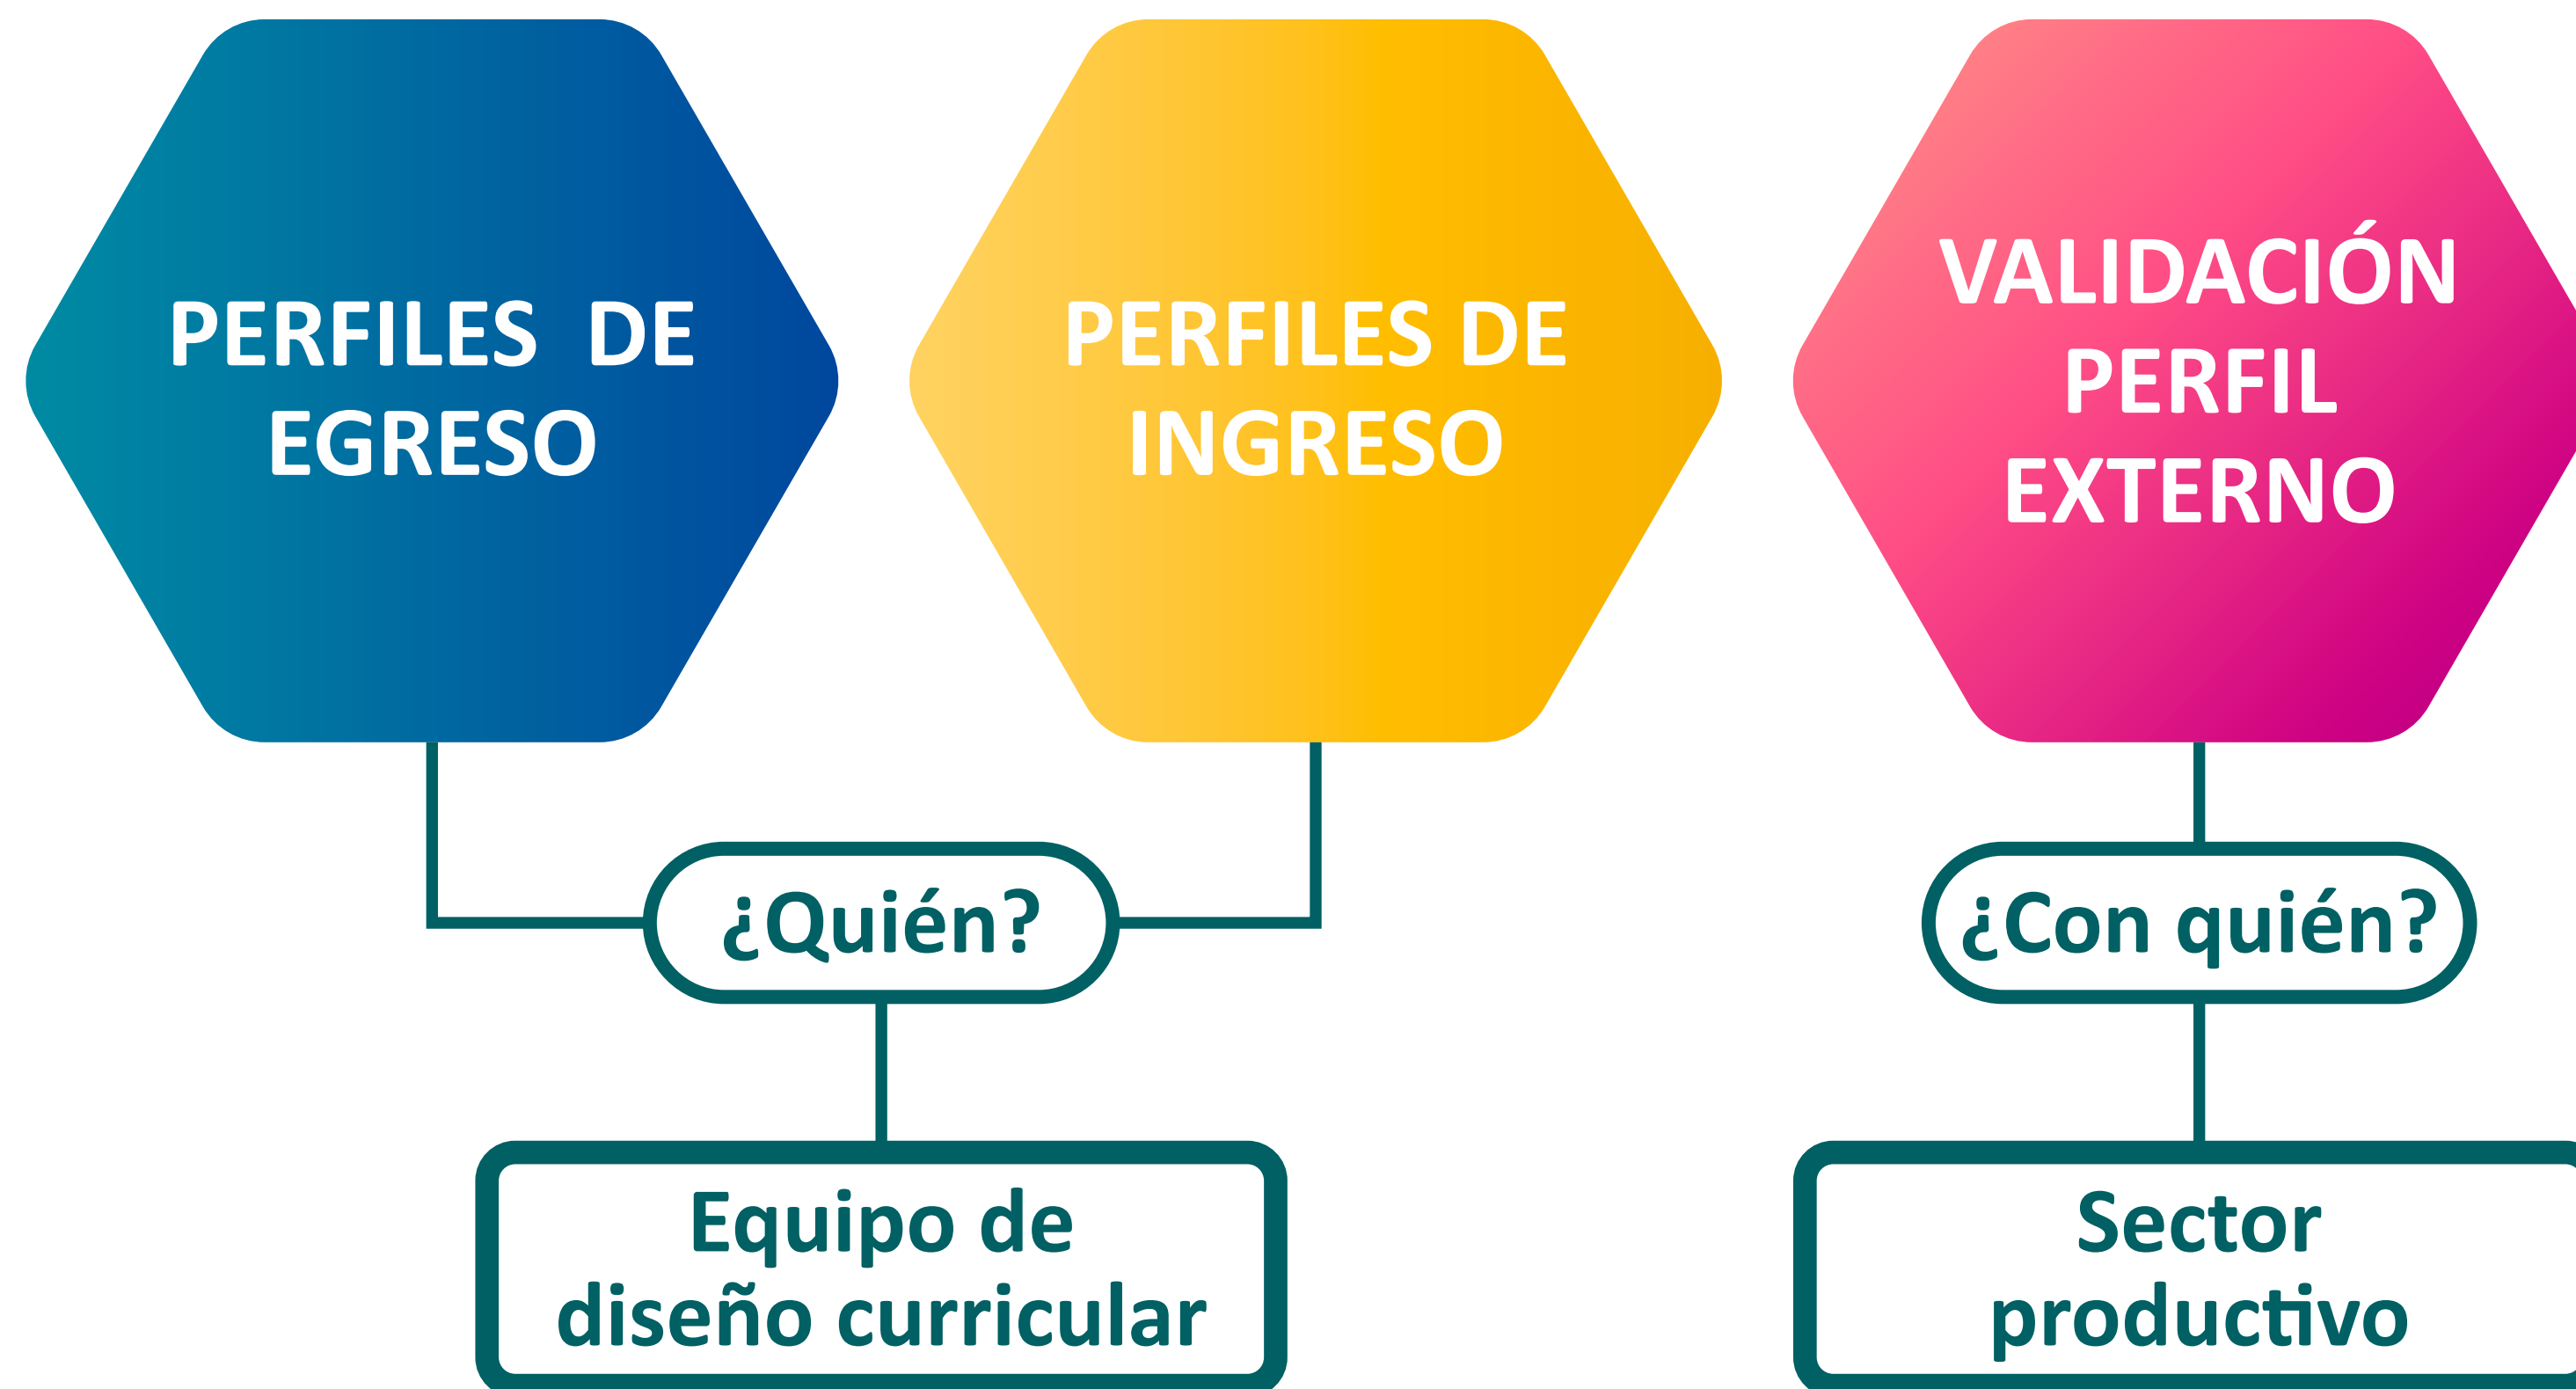 PERFILES DE
EGRESO
PERFILES DE
INGRESO
VALIDACIÓN
PERFIL
EXTERNO
¿Quién?
¿Con quién?
Equipo de
diseño curricular
Sector
productivo